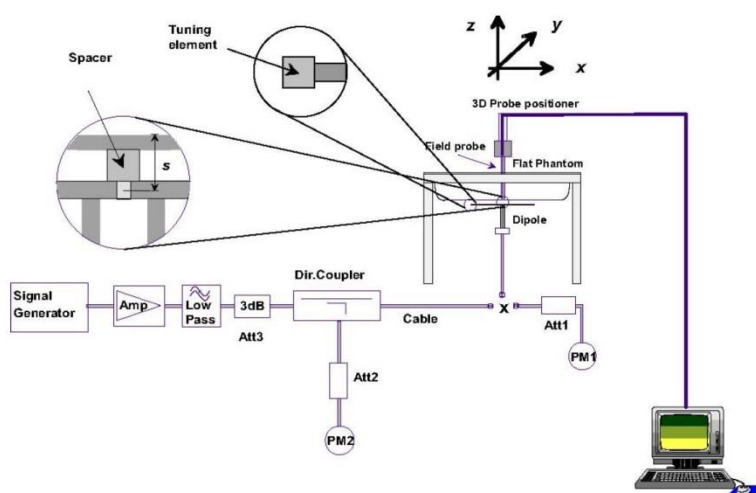 Tuning
element
Spacer
s
z
y
x
3D Probe positioner
Field probe
Flat Phantom
Dipole
Signal
Generator
Amp
Low
Pass
3dB
Att3
Dir.Coupler
Cable
x
Att1
PM1
Att2
PM2